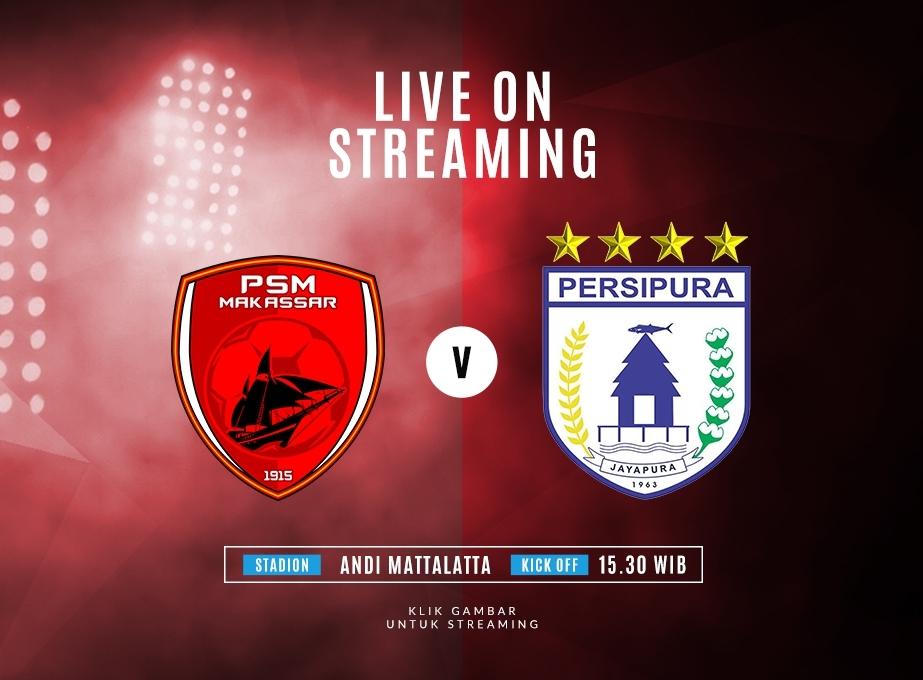 LIVE ON
STREAMING
PSM
MAKASSAR
1915
V
PERSIPURA
JAYAPURA
1963
STADION ANDI MATTALATTA KICK OFF 15.30 WIB
KLIK GAMBAR
UNTUK STREAMING